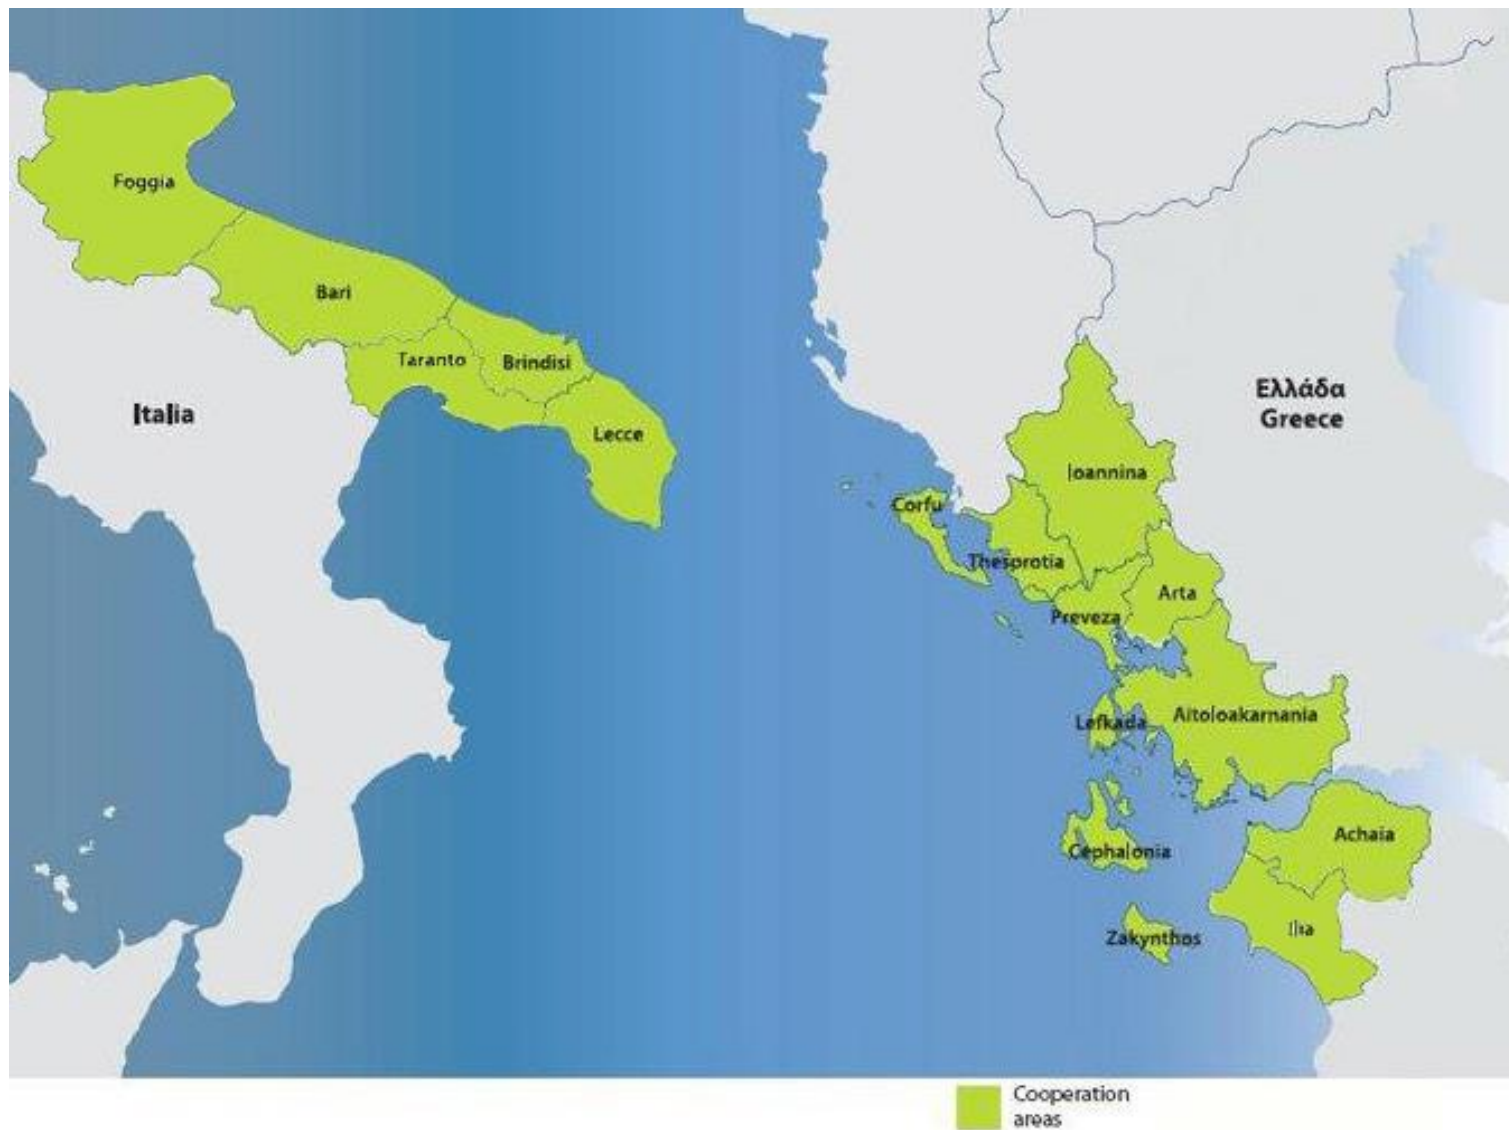 Foggia
Bari
Taranto
Brindisi
Lecce
Italia
Ελλάδα
Greece
Ioannina
Corfu
Thesprotia
Arta
Preveza
Lefkada
Aitoloakarnania
Cephalonia
Achaia
Ilia
Zakynthos
Cooperation
areas